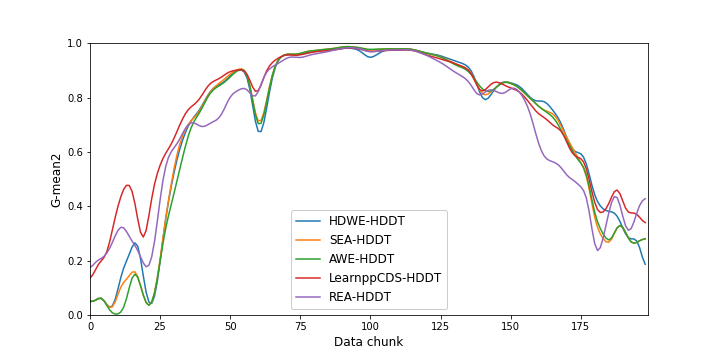 1.0
0.8
0.6
0.4
0.2
0.0
G-mean2
HDWE-HDDT
SEA-HDDT
AWE-HDDT
LearnppCDS-HDDT
REA-HDDT
0 25 50 75 100 125 150 175
Data chunk